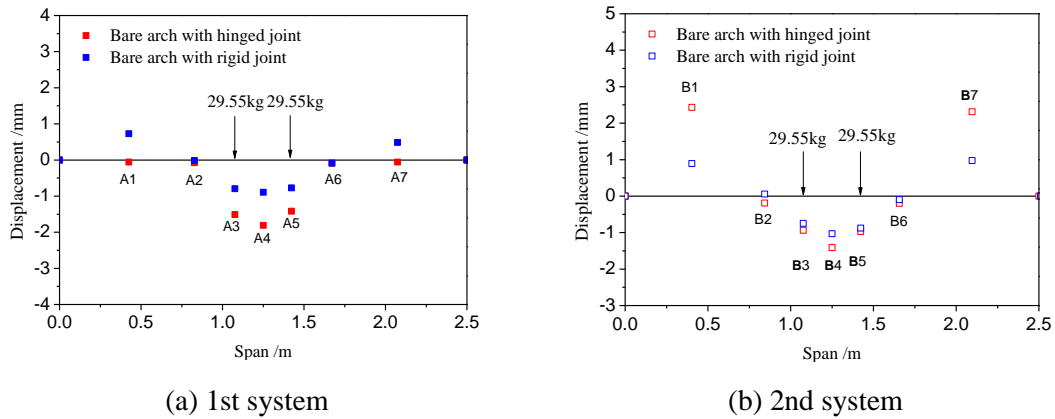 4
3
2
1
0
-1
-2
-3
-4
Displacement /mm
Bare arch with hinged joint
Bare arch with rigid joint
29.55kg 29.55kg
A1
A2
A3
A4
A5
A6
A7
0.0 0.5 1.0 1.5 2.0 2.5
Span /m
(a) 1st system
5
4
3
2
1
0
-1
-2
-3
Displacement /mm
Bare arch with hinged joint
Bare arch with rigid joint
29.55kg 29.55kg
B1
B2
B3
B4
B5
B6
B7
0.0 0.5 1.0 1.5 2.0 2.5
Span /m
(b) 2nd system